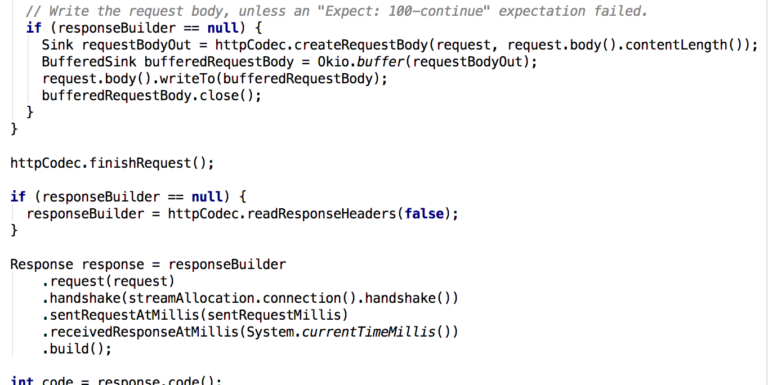 // Write the request body, unless an "Expect: 100-continue" expectation failed.
if (responseBuilder == null) {
Sink requestBodyOut = httpCodec.createRequestBody(request, request.body().contentLength());
BufferedSink bufferedRequestBody = Okio.buffer(requestBodyOut);
request.body().writeTo(bufferedRequestBody);
bufferedRequestBody.close();
}
}
httpCodec.finishRequest();
if (responseBuilder == null) {
responseBuilder = httpCodec.readResponseHeaders(false);
}
Response response = responseBuilder
.request(request)
.handshake(streamAllocation.connection().handshake())
.sentRequestAtMillis(sentRequestMillis)
.receivedResponseAtMillis(System.currentTimeMillis())
.build();
int code = response.code();